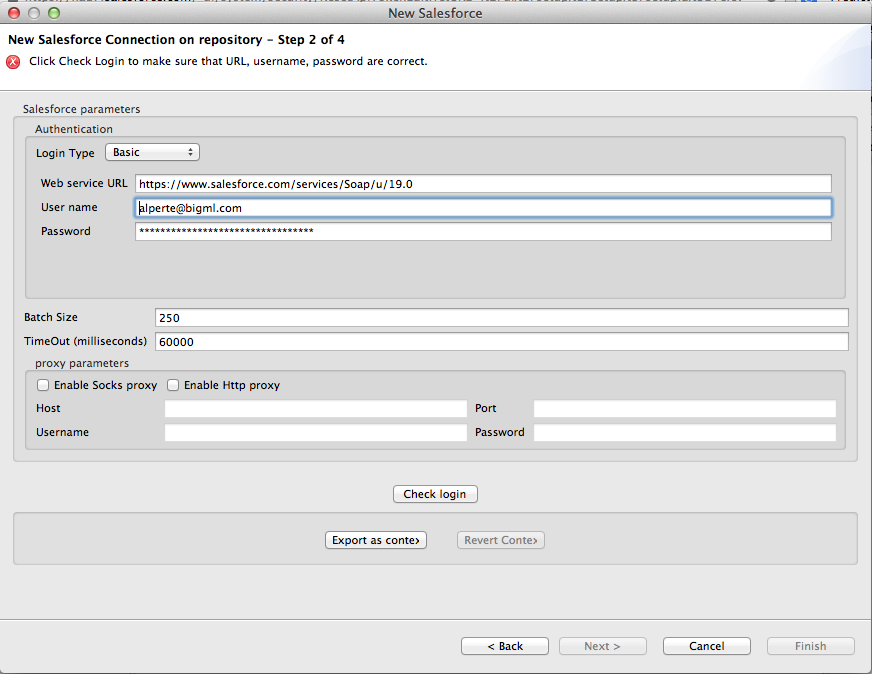 New Salesforce
New Salesforce Connection on repository - Step 2 of 4
Click Check Login to make sure that URL, username, password are correct.
Salesforce parameters
Authentication
Login Type Basic
Web service URL https://www.salesforce.com/services/Soap/u/19.0
User name alperte@bigml.com
Password *********************************
Batch Size 250
TimeOut (milliseconds) 60000
proxy parameters
Enable Socks proxy Enable Http proxy
Host Port
Username Password
Check login
Export as conte Revert Conte
< Back Next > Cancel Finish